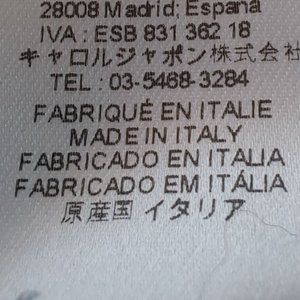 28008 Madrid; España
IVA : ESB 831 362 18
キャロルジャポン株式会
TEL : 03-5468-3284
FABRIQUÉ EN ITALIE
MADE IN ITALY
FABRICADO EN ITALIA
FABRICADO EM ITÁLIA
原産国 イタリア